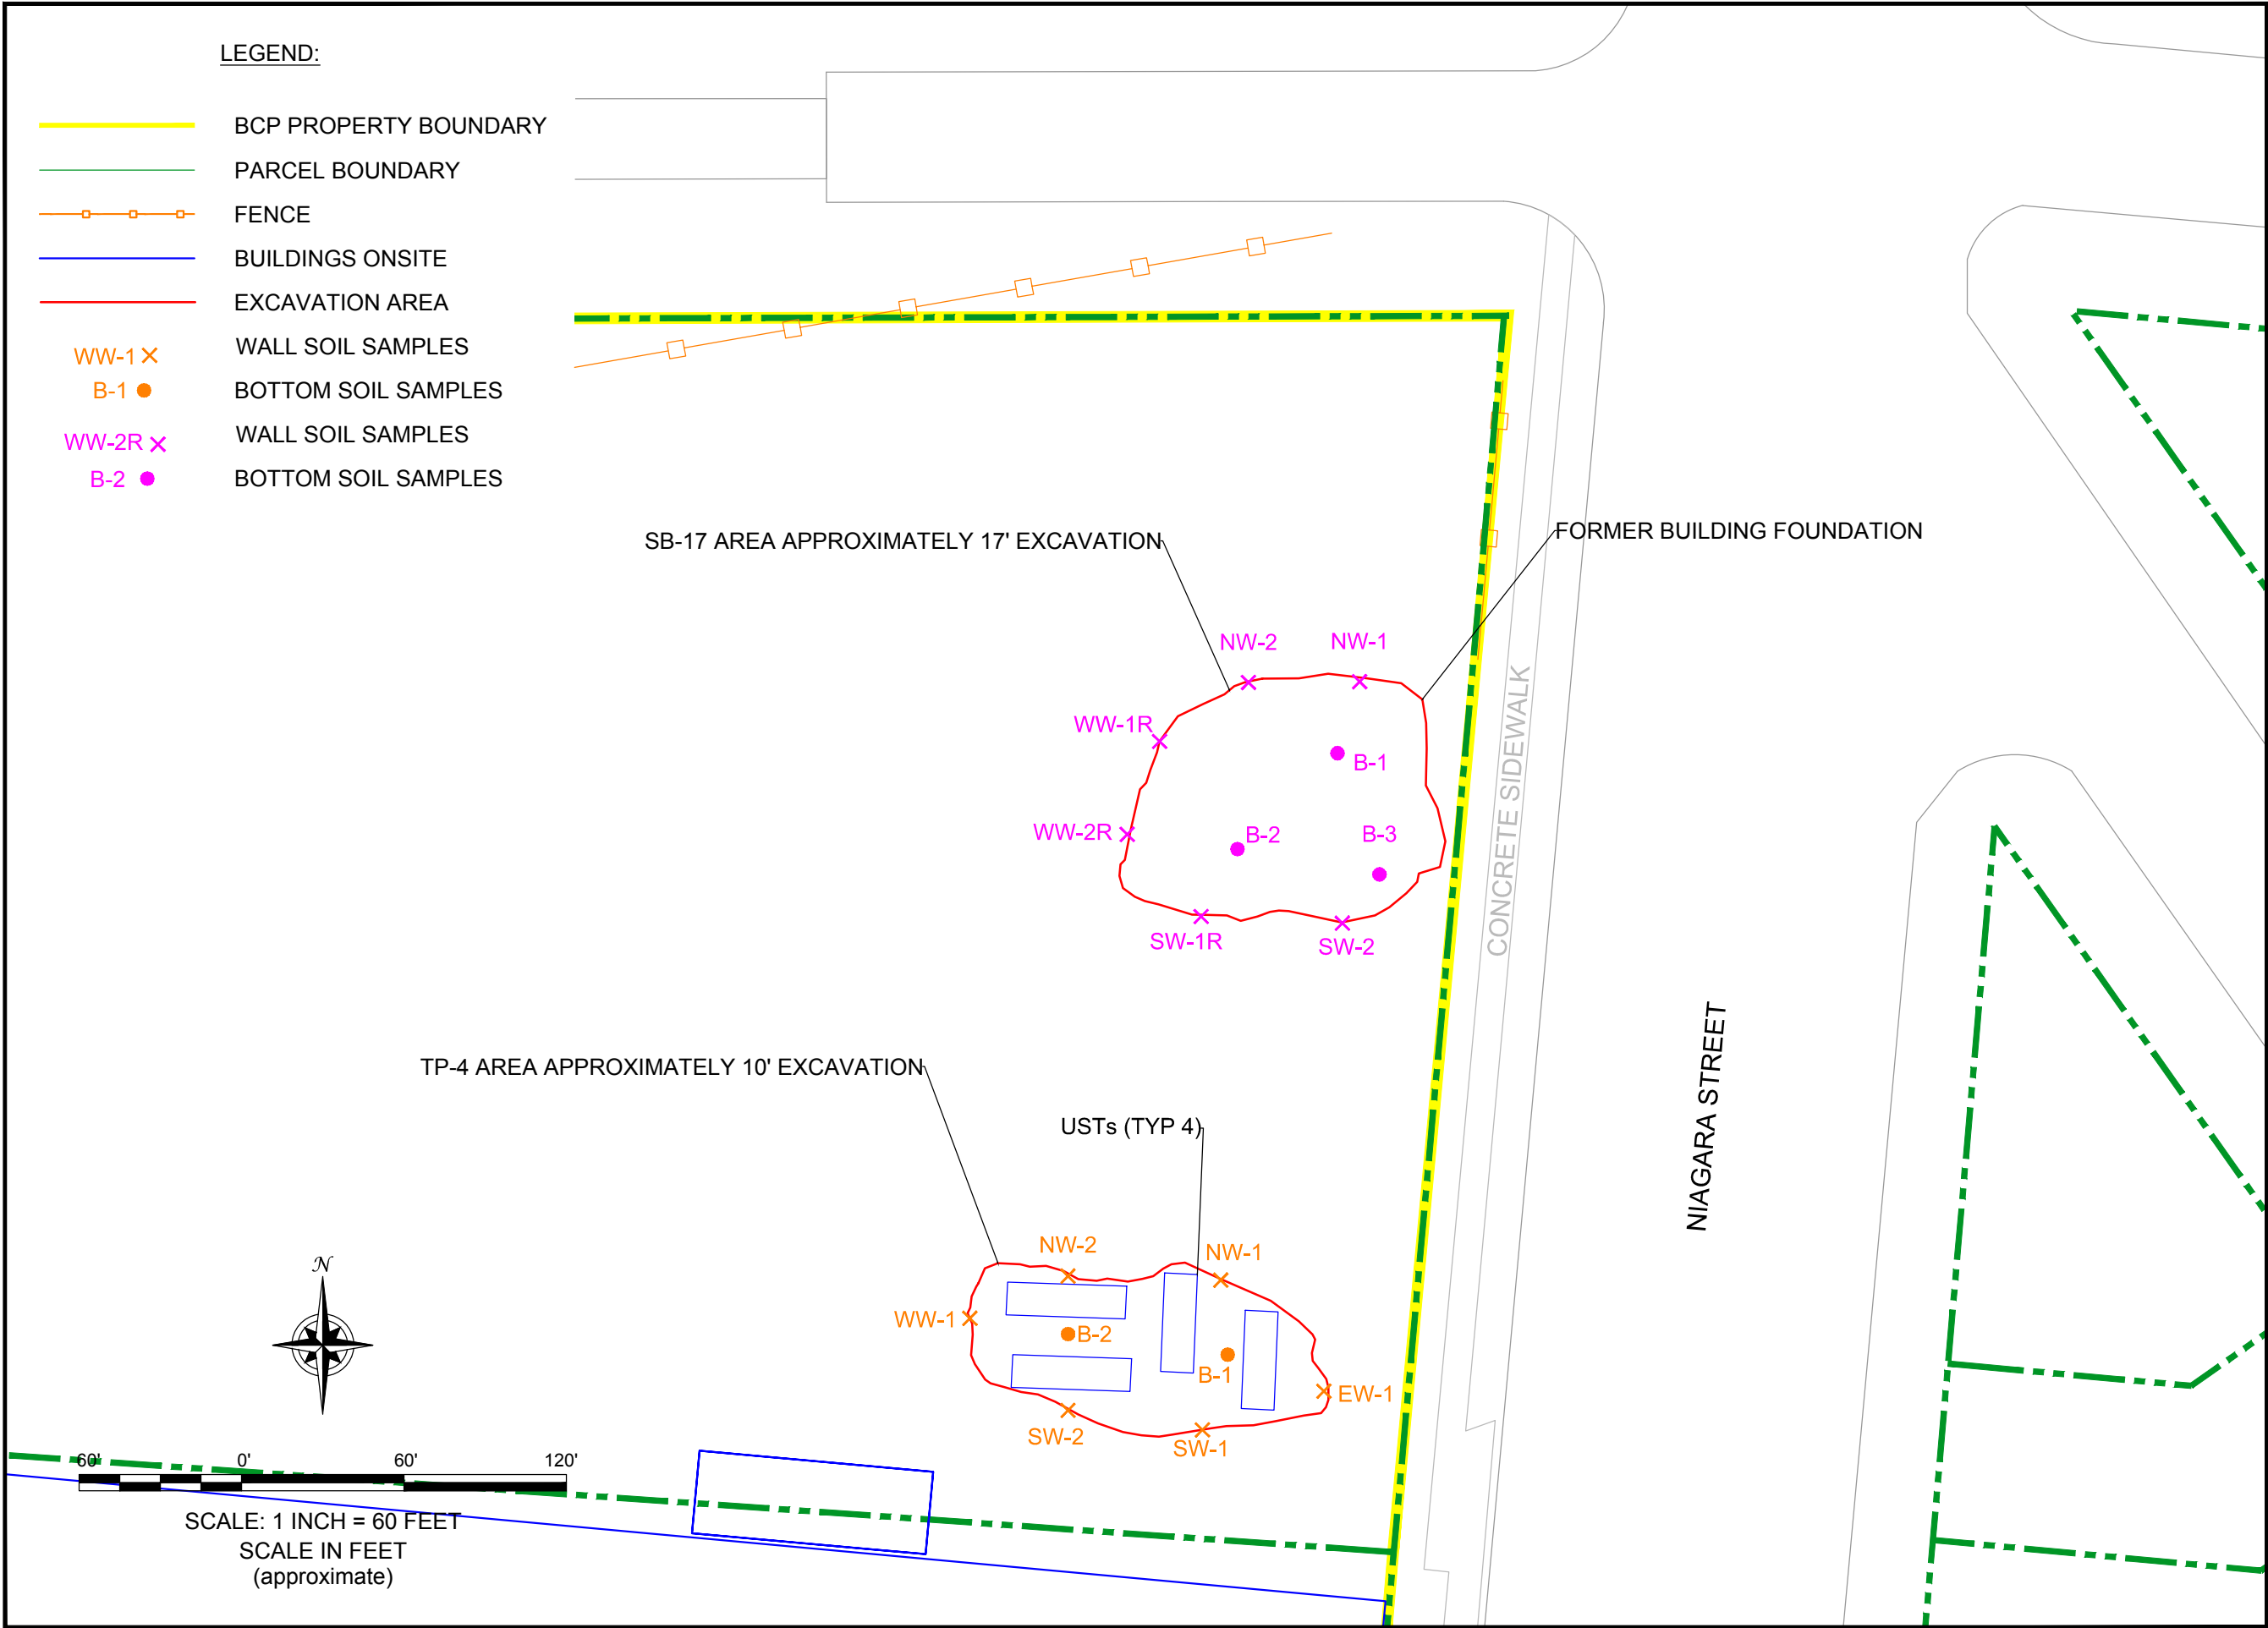 LEGEND:
BCP PROPERTY BOUNDARY
PARCEL BOUNDARY
FENCE
BUILDINGS ONSITE
EXCAVATION AREA
WW-1 WALL SOIL SAMPLES
B-1 BOTTOM SOIL SAMPLES
WW-2R WALL SOIL SAMPLES
B-2 BOTTOM SOIL SAMPLES
SB-17 AREA APPROXIMATELY 17' EXCAVATION
FORMER BUILDING FOUNDATION
NW-2
NW-1
WW-1R
B-1
WW-2R
B-2
B-3
SW-1R
SW-2
CONCRETE SIDEWALK
NIAGARA STREET
TP-4 AREA APPROXIMATELY 10' EXCAVATION
USTs (TYP 4)
NW-2
NW-1
WW-1
B-2
B-1
EW-1
SW-2
SW-1
N
60' 0' 60' 120'
SCALE: 1 INCH = 60 FEET
SCALE IN FEET
(approximate)